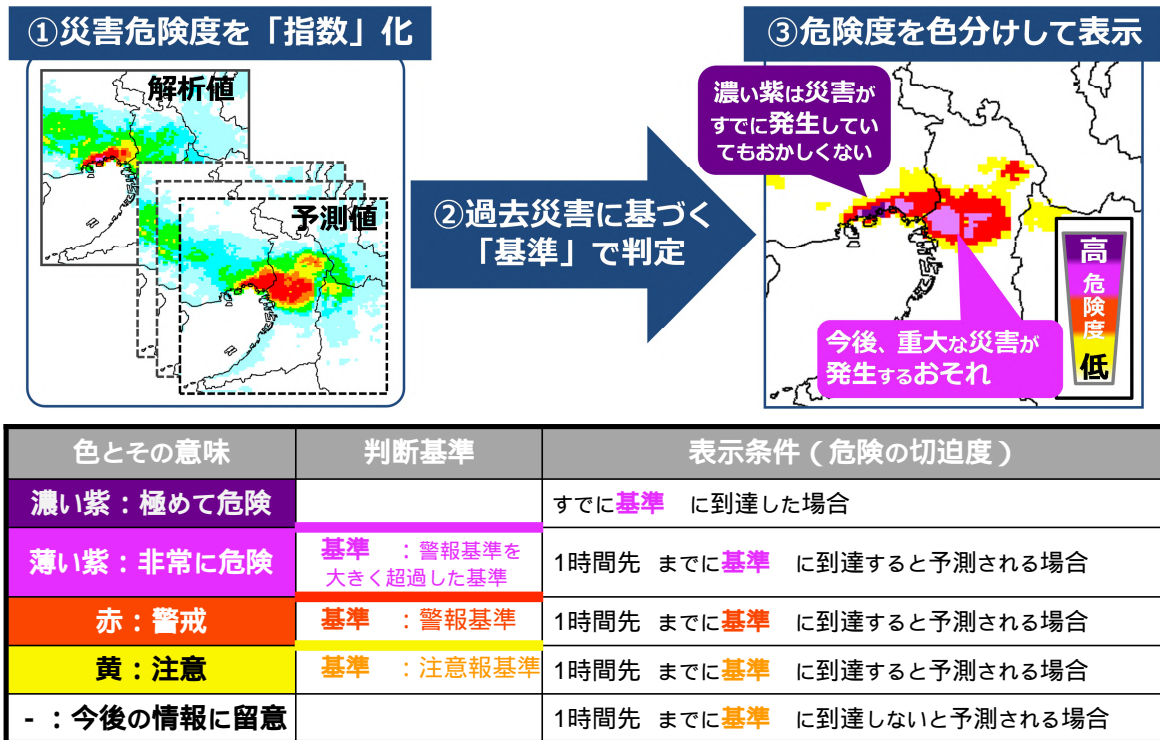 ①災害危険度を「指数」化
解析値
予測値
②過去災害に基づく
「基準」で判定
③危険度を色分けして表示
濃い紫は災害が
すでに発生してい
てもおかしくない
今後、重大な災害が
発生するおそれ
高
危険度
低
色とその意味 判断基準 表示条件(危険の切迫度)
濃い紫:極めて危険 すでに基準 に到達した場合
薄い紫:非常に危険 基準 :警報基準を
大きく超過した基準
1時間先 までに基準 に到達すると予測される場合
赤:警戒 基準 :警報基準 1時間先 までに基準 に到達すると予測される場合
黄:注意 基準 :注意報基準 1時間先 までに基準 に到達すると予測される場合
- :今後の情報に留意 1時間先 までに基準 に到達しないと予測される場合